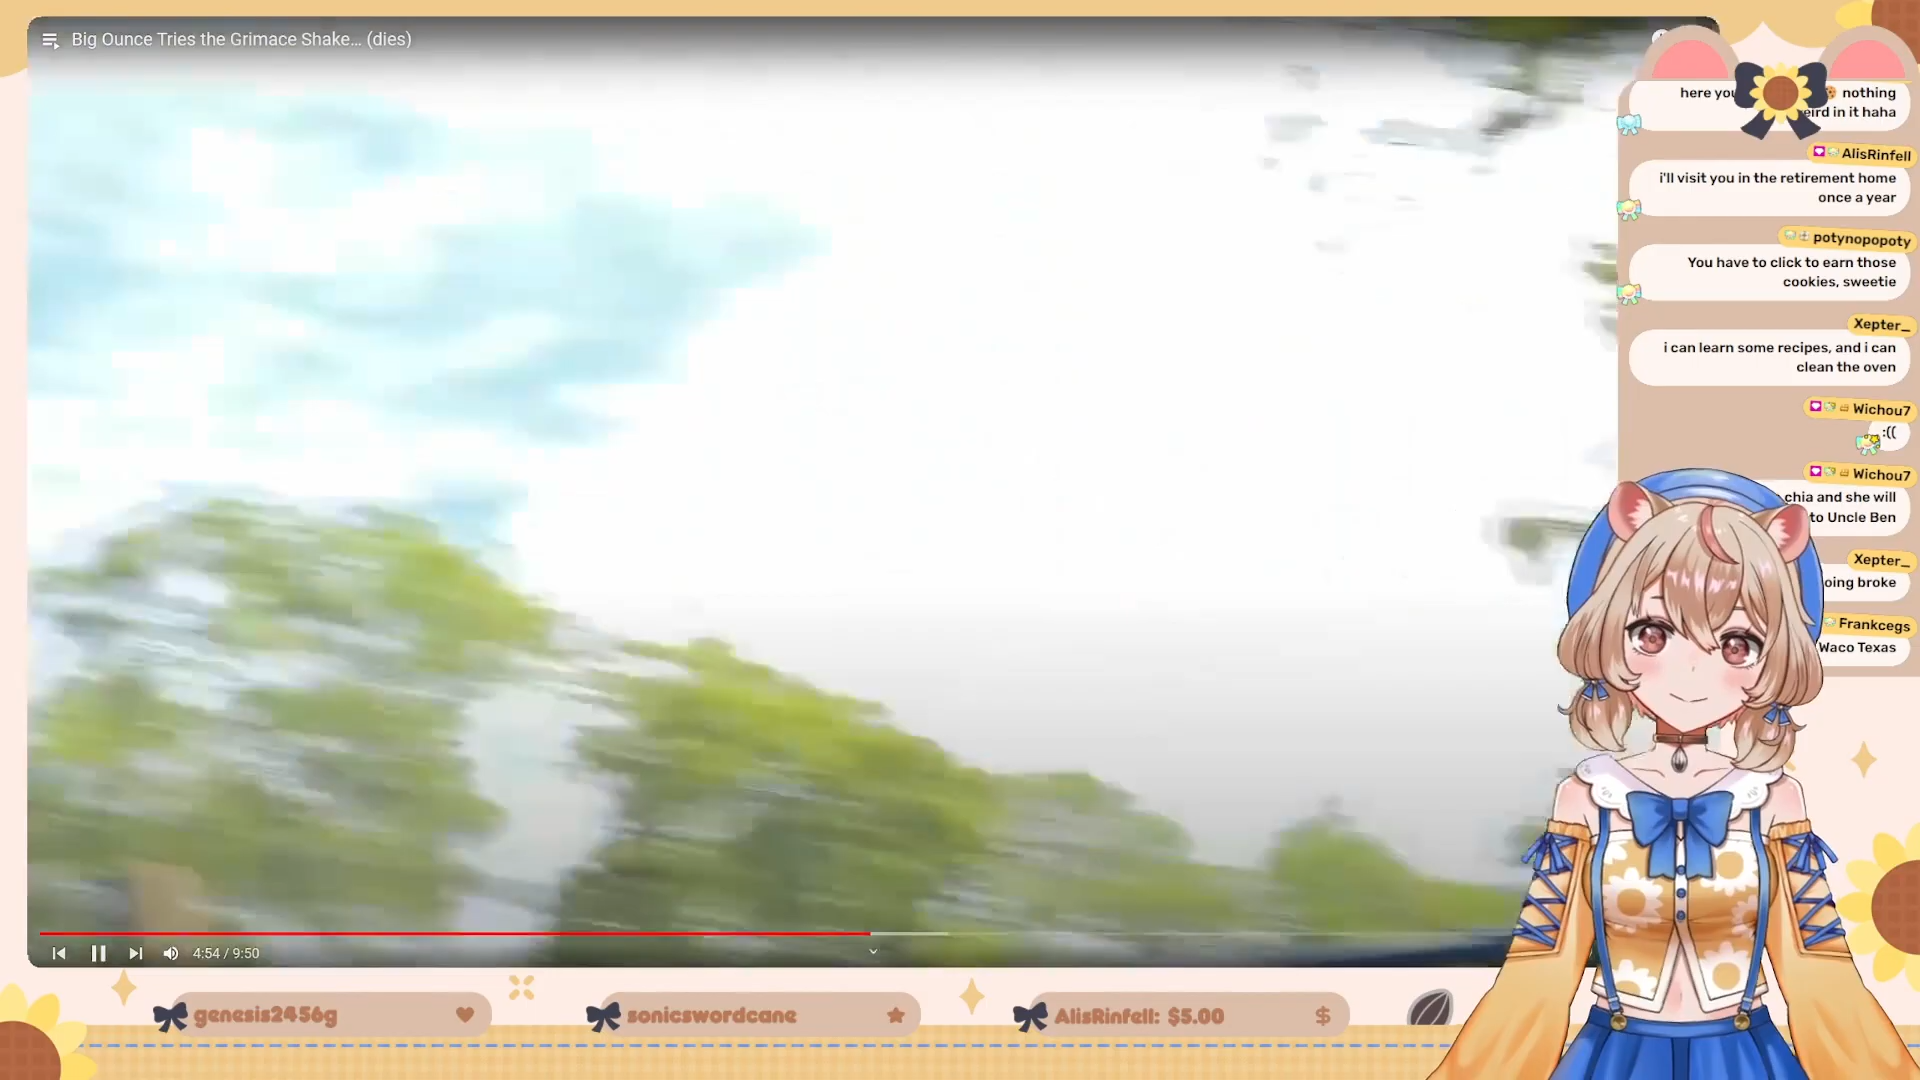 Big Ounce Tries the Grimace Shake... (dies)
here you
nothing
eird in it haha
AlisRinfell
i'll visit you in the retirement home
once a year
potynopopoty
You have to click to earn those
cookies, sweetie
Xepter_
i can learn some recipes, and i can
clean the oven
Wichou7
:((
Wichou7
chia and she will
to Uncle Ben
Xepter_
oing broke
Frankcegs
Waco Texas
4:54 / 9:50
genesis2456g
sonicswordcane
AlisRinfell: $5.00
$